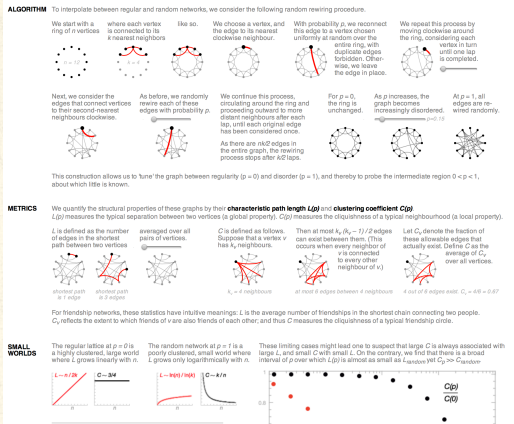 ALGORITHM To interpolate between regular and random networks, we consider the following random rewiring procedure.
We start with a
ring of n vertices
n = 12
where each vertex
is connected to its
k nearest neighbors
k = 3
like so.
We choose a vertex, and
the edge to its nearest
clockwise neighbour.
With probability p, we reconnect
this edge to a vertex chosen
uniformly at random over the
entire ring, with
duplicate edges
forbidden. Other-
wise, we leave
the edge in place.
We repeat this process by
moving clockwise around
the ring, considering each
vertex in turn
until one lap
is completed.
Next, we consider the
edges that connect vertices
to their second-nearest
neighbours clockwise.
As before, we randomly
rewire each of these
edges with probability p.
We continue this process,
circulating around the ring and
proceeding outward to more
distant neighbours after each
lap, until each original edge
has been considered once.
As there are nk/2 edges in
the entire graph, the rewiring
process stops after k/2 laps.
For p = 0,
the ring is
unchanged.
As p increases, the
graph becomes
increasingly disordered.
p=0.15
At p = 1, all
edges are re-
wired randomly.
This construction allows us to 'tune' the graph between regularity (p = 0) and disorder (p = 1), and thereby to probe the intermediate region 0 < p < 1,
about which little is known.
METRICS We quantify the structural properties of these graphs by their characteristic path length L(p) and clustering coefficient C(p)
L(p) measures the typical separation between two vertices (a global property). C(p) measures the cliquishness of a typical neighbourhood (a local property).
L is defined as the number
of edges in the shortest
path between two vertices
shortest path
is 1 edge
shortest path
is 3 edges
averaged over all
pairs of vertices.
C is defined as follows.
Suppose that a vertex v
has kv neighbours.
kv = 4 neighbours
Then at most kv (kv − 1) / 2 edges
can exist between them. (This
occurs when every neighbor of
v is connected
to every other
neighbour of v.)
at most 6 edges between 4 neighbours
Let Cv denote the fraction of
these allowable edges that
actually exist. Define C as the
average of Cv
over all vertices.
4 out of 6 edges exist. Cv = 4/6 = 0.67
For friendship networks, these statistics have intuitive meanings: L is the average number of friendships in the shortest chain connecting two people.
Cv reflects the extent to which friends of v are also friends of each other; and thus C measures the cliquishness of a typical friendship circle.
SMALL
WORLDS
The regular lattice at p = 0 is
a highly clustered, large world
where L grows linearly with n.
L ~ n / 2k
C ~ 3/4
n
n
The random network at p = 1 is a
poorly clustered, small world where
L grows only logarithmically with n.
L ~ ln(n) / ln(k)
C ~ k / n
n
n
These limiting cases might lead one to suspect that large C is always associated with
large L, and small C with small L. On the contrary, we find that there is a broad
interval of p over which L(p) is almost as small as Lrandom yet Cp >> Crandom
C(p)
C(0)